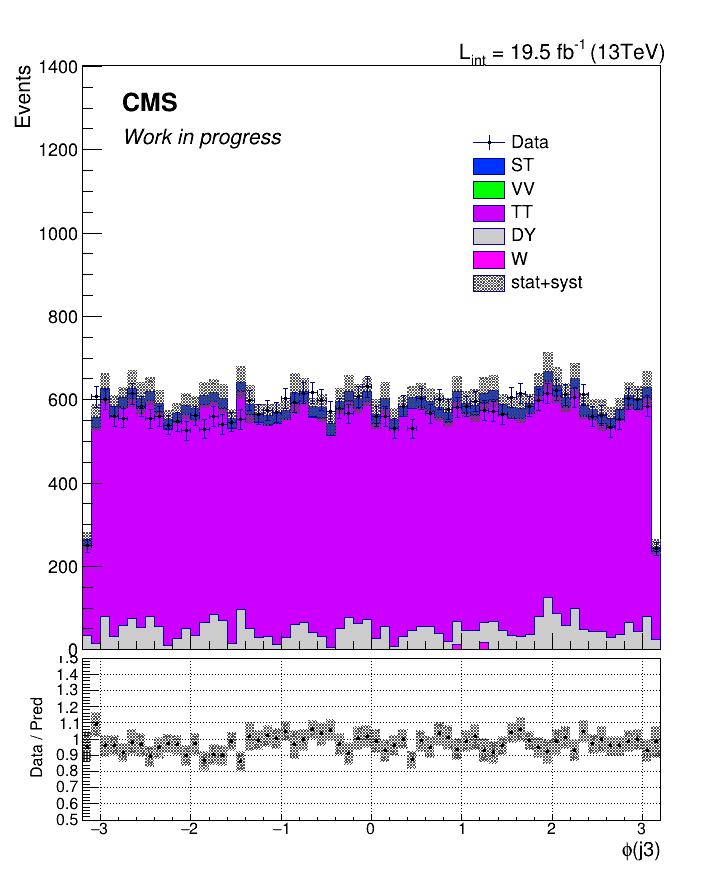 L_int = 19.5 fb^-1 (13TeV)
Events
1400
1200
1000
800
600
400
200
0
CMS
Work in progress
Data
ST
VV
TT
DY
W
stat+syst
Data / Pred
1.5
1.4
1.3
1.2
1.1
1
0.9
0.8
0.7
0.6
0.5
−3 −2 −1 0 1 2 3
ϕ(j3)